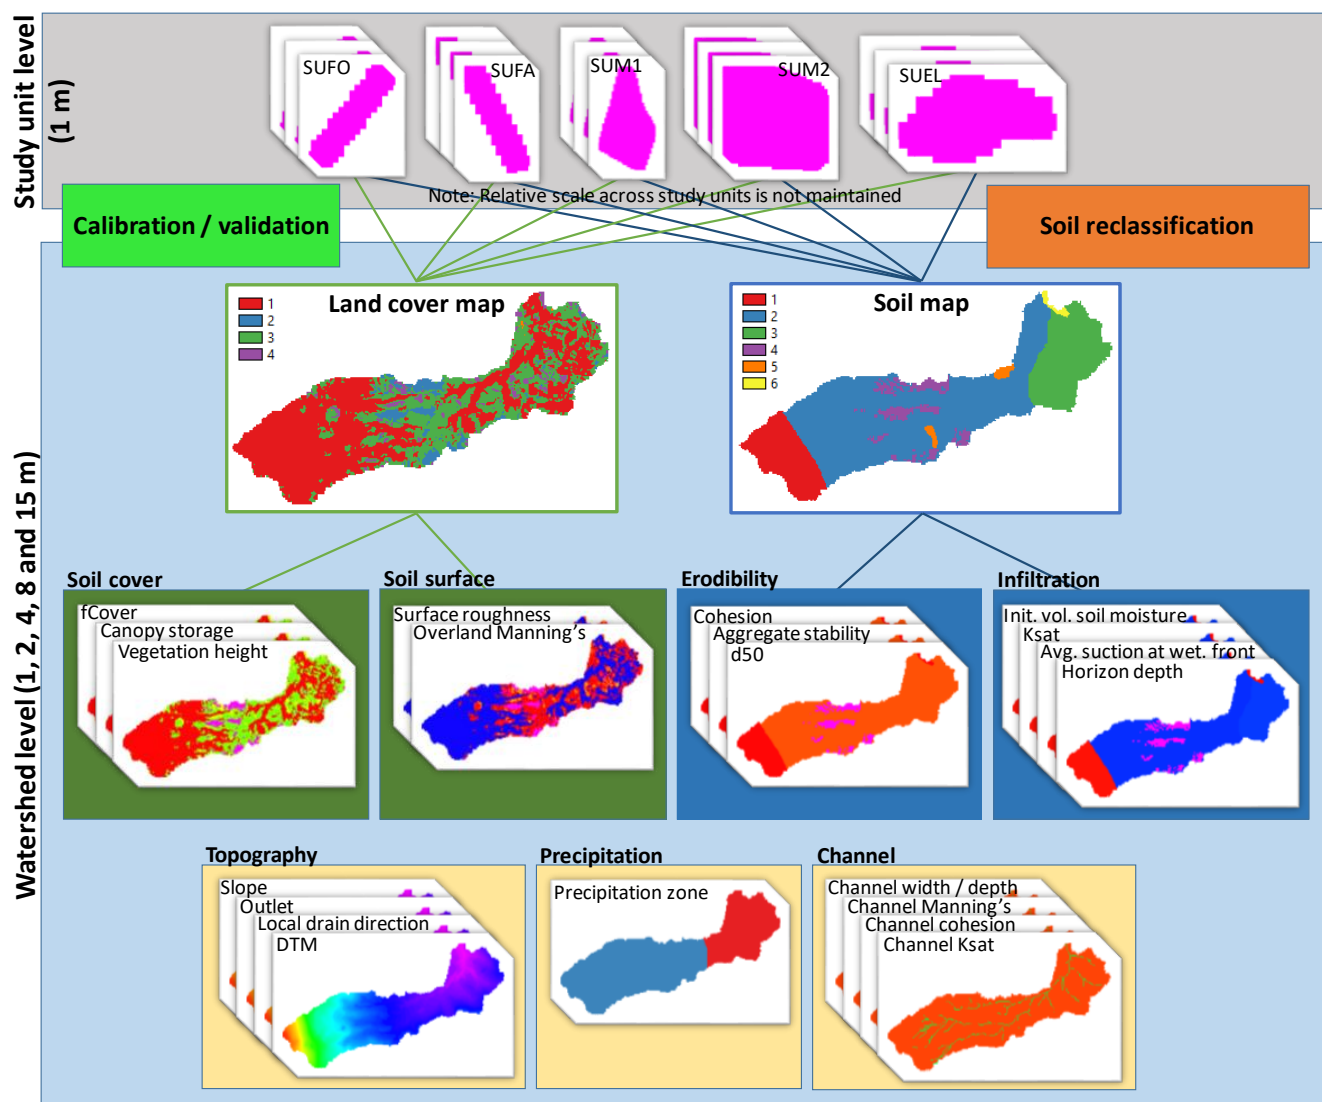 Study unit level
(1 m)
SUFO
SUFA
SUM1
SUM2
SUEL
Note: Relative scale across study units is not maintained
Calibration / validation
Soil reclassification
Watershed level (1, 2, 4, 8 and 15 m)
Land cover map
1
2
3
4
Soil map
1
2
3
4
5
6
Soil cover
fCover
Canopy storage
Vegetation height
Soil surface
Surface roughness
Overland Manning's
Erodibility
Cohesion
Aggregate stability
d50
Infiltration
Init. vol. soil moisture
Ksat
Avg. suction at wet. front
Horizon depth
Topography
Slope
Outlet
Local drain direction
DTM
Precipitation
Precipitation zone
Channel
Channel width / depth
Channel Manning's
Channel cohesion
Channel Ksat